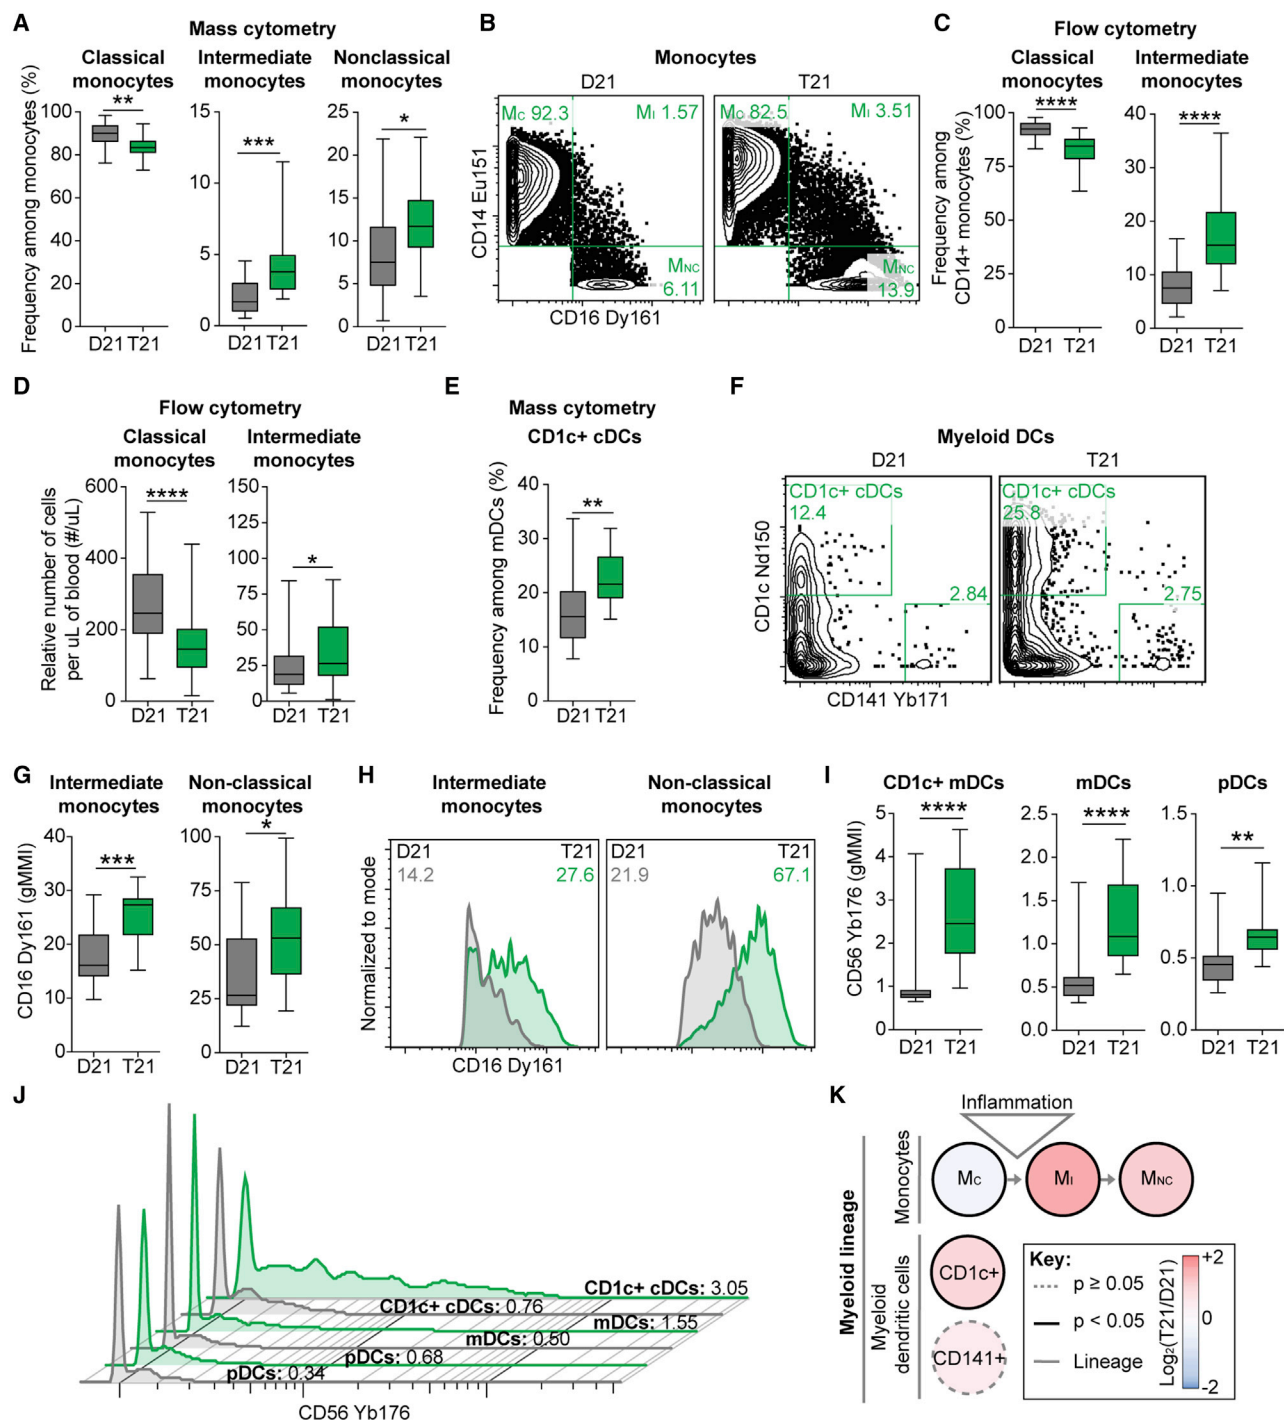 A
Mass cytometry
Classical monocytes
Intermediate monocytes
Nonclassical monocytes
Frequency among monocytes (%)
100
80
60
40
20
0
**
D21 T21
15
10
5
0
***
D21 T21
25
20
15
10
5
0
*
D21 T21
B
Monocytes
D21
T21
MC 92.3
MI 1.57
MNC
6.11
MC 82.5
MI 3.51
MNC
13.9
CD14 Eu151
CD16 Dy161
C
Flow cytometry
Classical monocytes
Intermediate monocytes
Frequency among
CD14+ monocytes (%)
100
75
50
25
0
****
D21 T21
40
30
20
10
0
****
D21 T21
D
Flow cytometry
Classical monocytes
Intermediate monocytes
Relative number of cells
per uL of blood (#/uL)
600
400
200
0
****
D21 T21
150
125
100
75
50
25
0
*
D21 T21
E
Mass cytometry
CD1c+ cDCs
Frequency among mDCs (%)
40
30
20
10
0
**
D21 T21
F
Myeloid DCs
D21
T21
CD1c+ cDCs
12.4
2.84
CD1c+ cDCs
25.8
2.75
CD1c Nd150
CD141 Yb171
G
Intermediate monocytes
Non-classical monocytes
CD16 Dy161 (gMMI)
40
30
20
10
0
***
D21 T21
100
75
50
25
0
*
D21 T21
H
Intermediate monocytes
Non-classical monocytes
Normalized to mode
D21
14.2
T21
27.6
D21
21.9
T21
67.1
CD16 Dy161
I
CD1c+ mDCs
mDCs
pDCs
CD56 Yb176 (gMMI)
5
4
3
2
1
0
****
D21 T21
2.5
2.0
1.5
1.0
0.5
0.0
****
D21 T21
1.5
1.0
0.5
0.0
**
D21 T21
J
CD1c+ cDCs: 3.05
CD1c+ cDCs: 0.76
mDCs: 1.55
mDCs: 0.50
pDCs: 0.68
pDCs: 0.34
CD56 Yb176
K
Inflammation
Myeloid lineage
Monocytes
MC
MI
MNC
Myeloid
dendritic cells
CD1c+
CD141+
Key:
p ≥ 0.05
p < 0.05
Lineage
Log2(T21/D21)
+2
0
-2